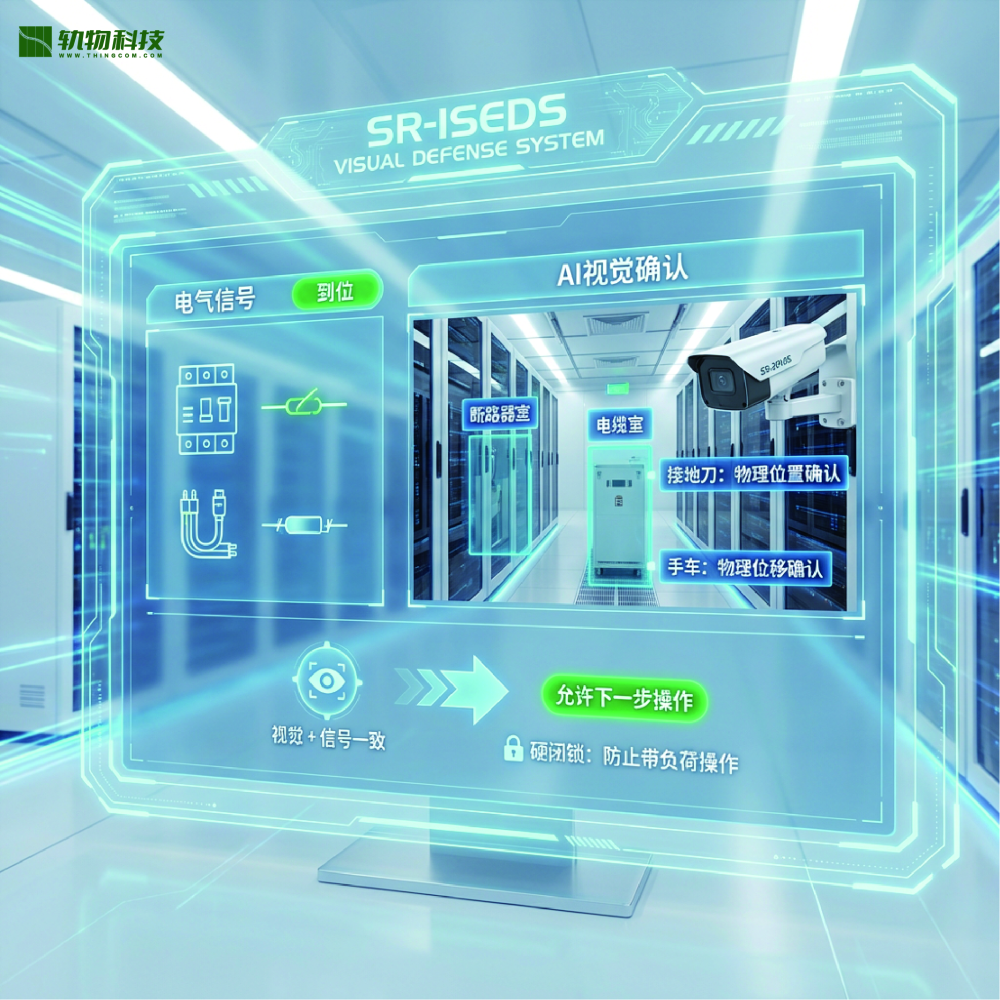 轨物科技
WWW.THINGCOM.COM
SR-ISEDS
VISUAL DEFENSE SYSTEM
电气信号
到位
AI视觉确认
断路器室
电缆室
接地刀：物理位置确认
手车：物理位移确认
视觉+信号一致
允许下一步操作
硬闭锁：防止带负荷操作